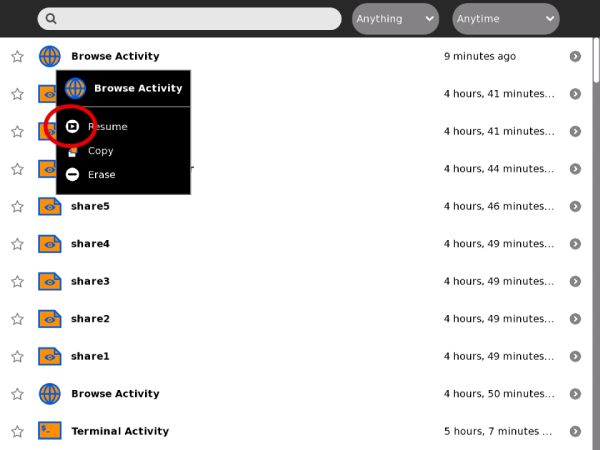 Anything
Anytime
Browse Activity
9 minutes ago
Browse Activity
4 hours, 41 minutes...
Resume
4 hours, 41 minutes...
Copy
4 hours, 44 minutes...
Erase
share5
4 hours, 46 minutes...
share4
4 hours, 49 minutes...
share3
4 hours, 49 minutes...
share2
4 hours, 49 minutes...
share1
4 hours, 49 minutes...
Browse Activity
4 hours, 50 minutes...
$_
Terminal Activity
5 hours, 7 minutes ...